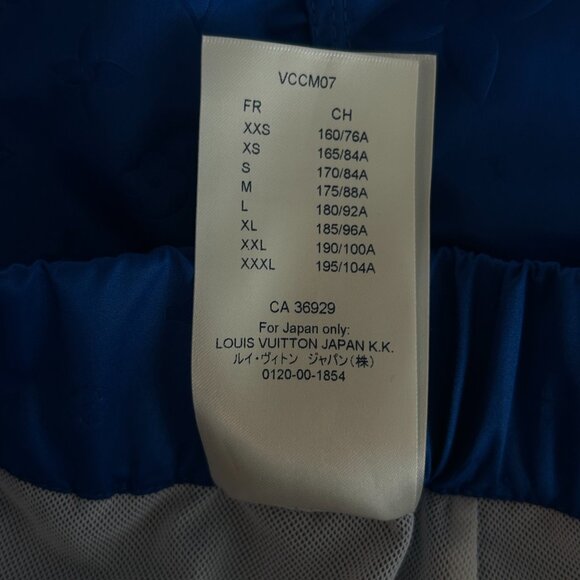 VCCM07
FR CH
XXS 160/76A
XS 165/84A
S 170/84A
M 175/88A
L 180/92A
XL 185/96A
XXL 190/100A
XXXL 195/104A
CA 36929
For Japan only:
LOUIS VUITTON JAPAN K.K.
ルイ・ヴィトン ジャパン(株)
0120-00-1854